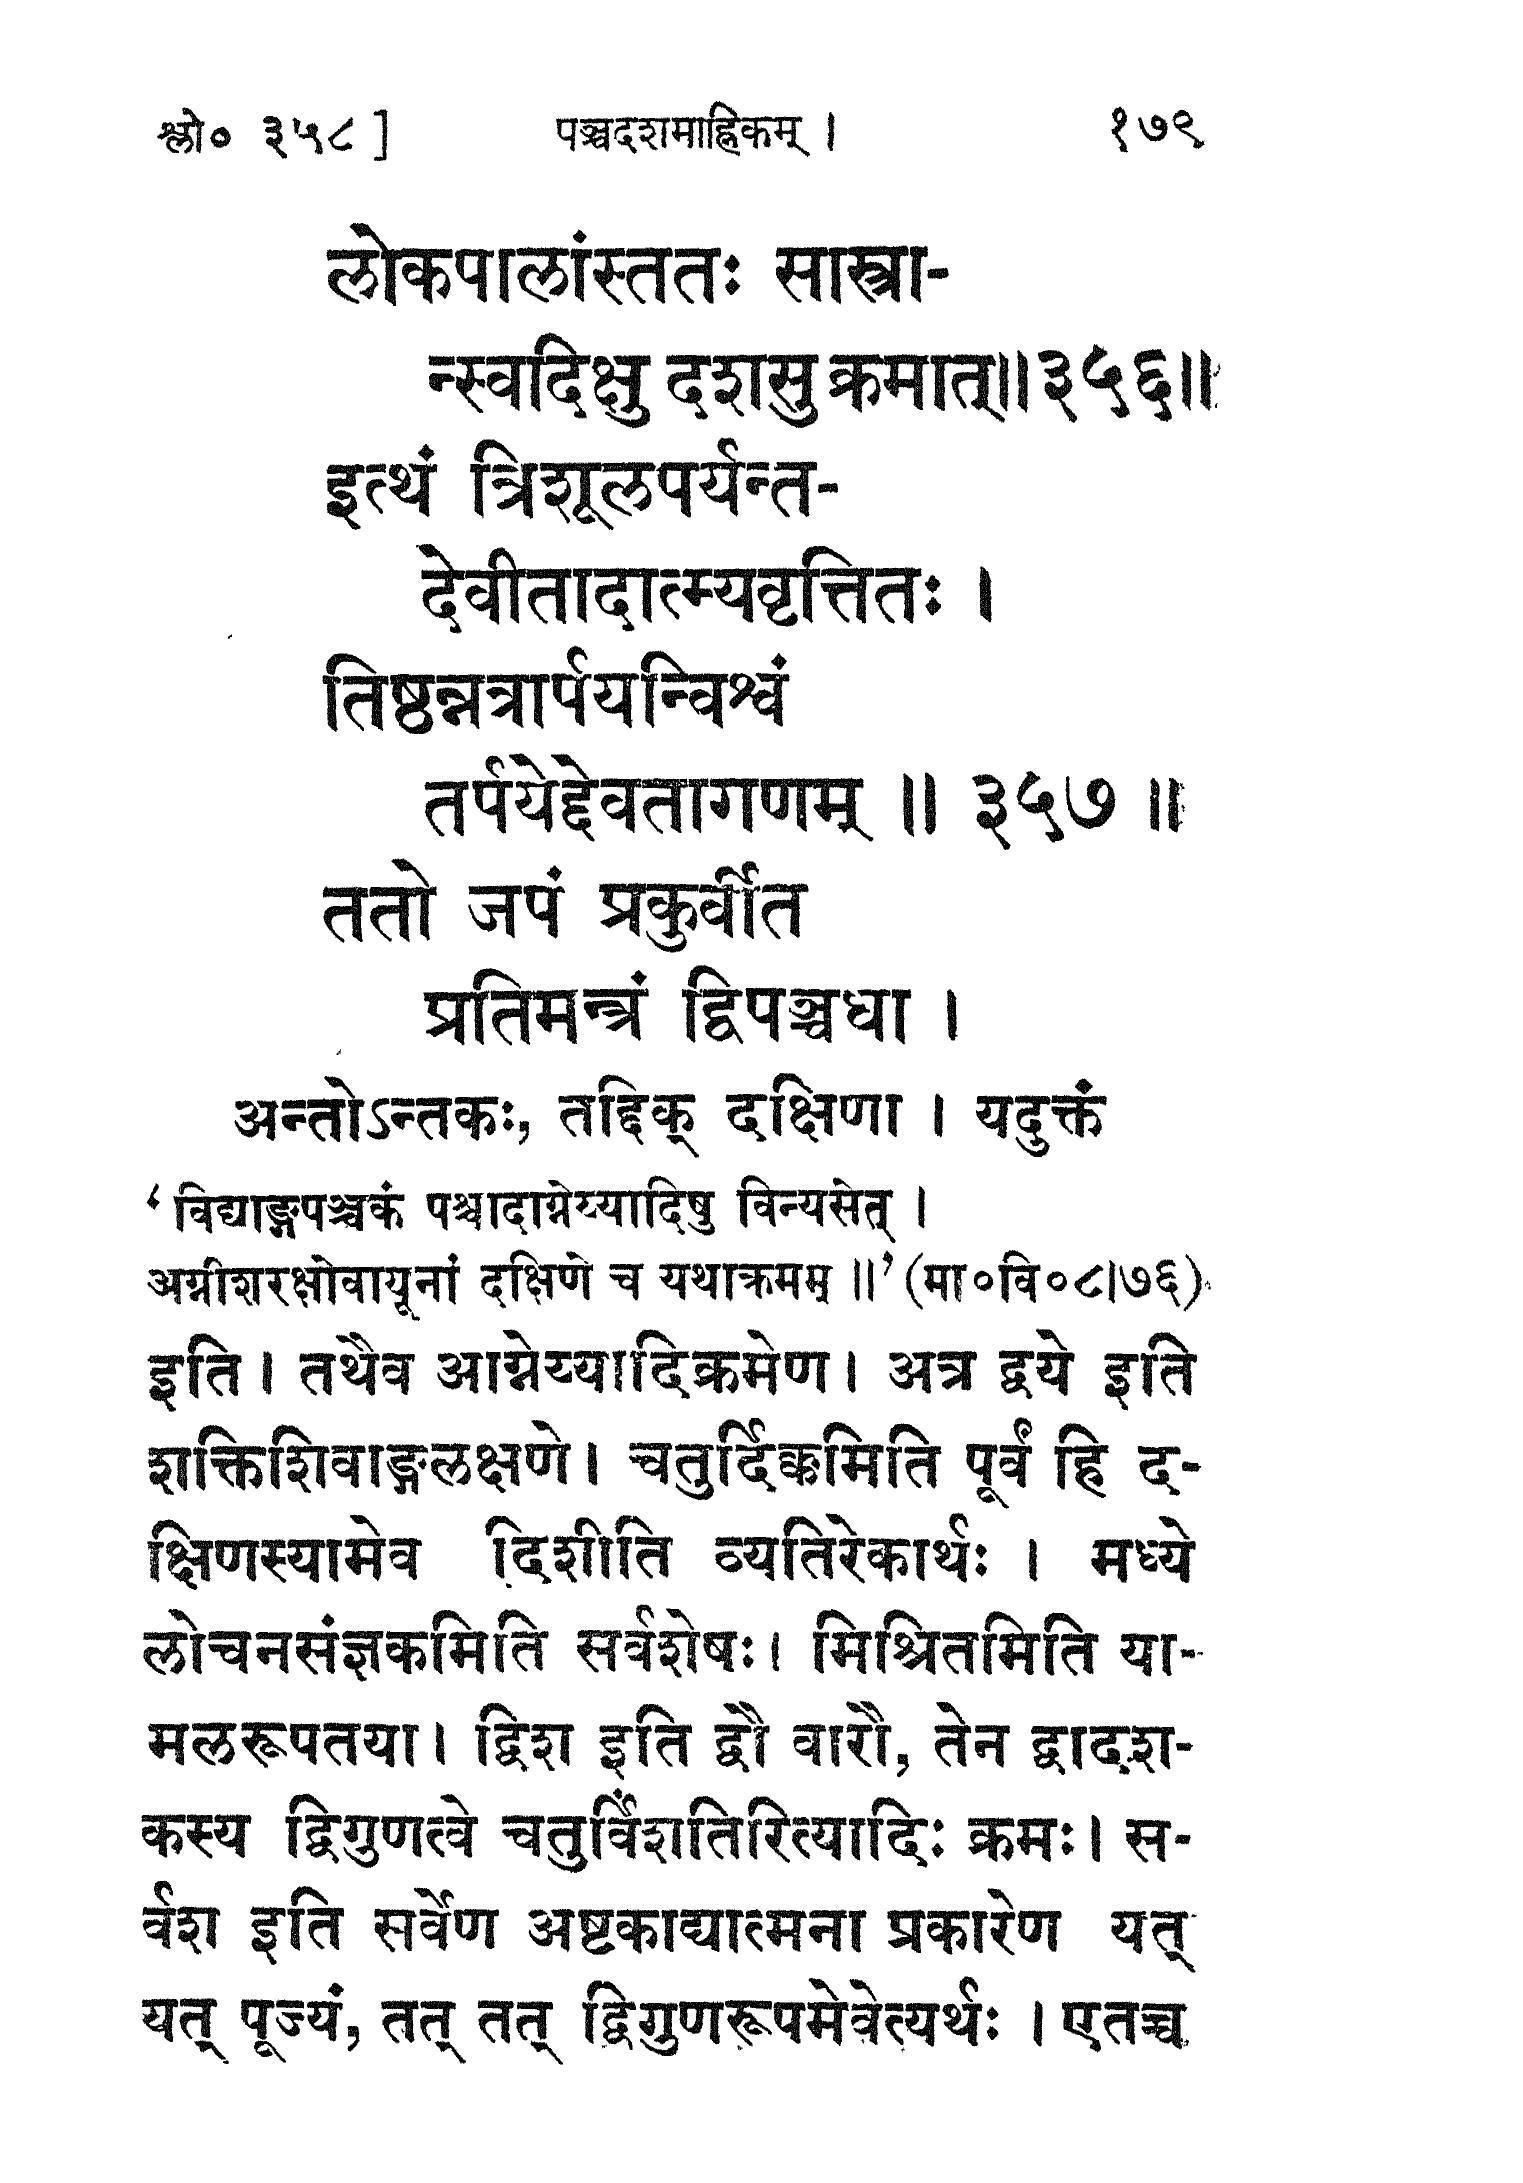 श्लो० ३५८ ] पञ्चदशमाह्निकम् । १७९
लोकपालांस्ततः सास्त्रा-
न्स्वदिक्षु दशसु क्रमात्॥३५६॥
इत्थं त्रिशूलपर्यन्त-
देवीतादात्म्यवृत्तितः ।
तिष्ठन्नत्रार्पयन्विश्वं
तर्पयेद्देवतागणम् ॥ ३५७ ॥
ततो जपं प्रकुर्वीत
प्रतिमन्त्रं द्विपञ्चधा ।
अन्तोऽन्तकः, तद्दिक् दक्षिणा । यदुक्तं
‘विद्याङ्गपञ्चकं पश्चादाग्नेय्यादिषु विन्यसेत् ।
अग्नीशरक्षोवायूनां दक्षिणे च यथाक्रमम् ॥’ (मा०वि०८।७६)
इति । तथैव आग्नेय्यादिक्रमेण । अत्र द्वये इति
शक्तिशिवाङ्गलक्षणे । चतुर्दिक्कमिति पूर्वं हि द-
क्षिणस्यामेव दिशीति व्यतिरेकार्थः । मध्ये
लोचनसंज्ञकमिति सर्वशेषः । मिश्रितमिति या-
मलरूपतया । द्विश इति द्वौ वारौ, तेन द्वादश-
कस्य द्विगुणत्वे चतुर्विंशतिरित्यादिः क्रमः । स-
र्वश इति सर्वेण अष्टकाद्यात्मना प्रकारेण यत्
यत् पूज्यं, तत् तत् द्विगुणरूपमेवेत्यर्थः । एतच्च